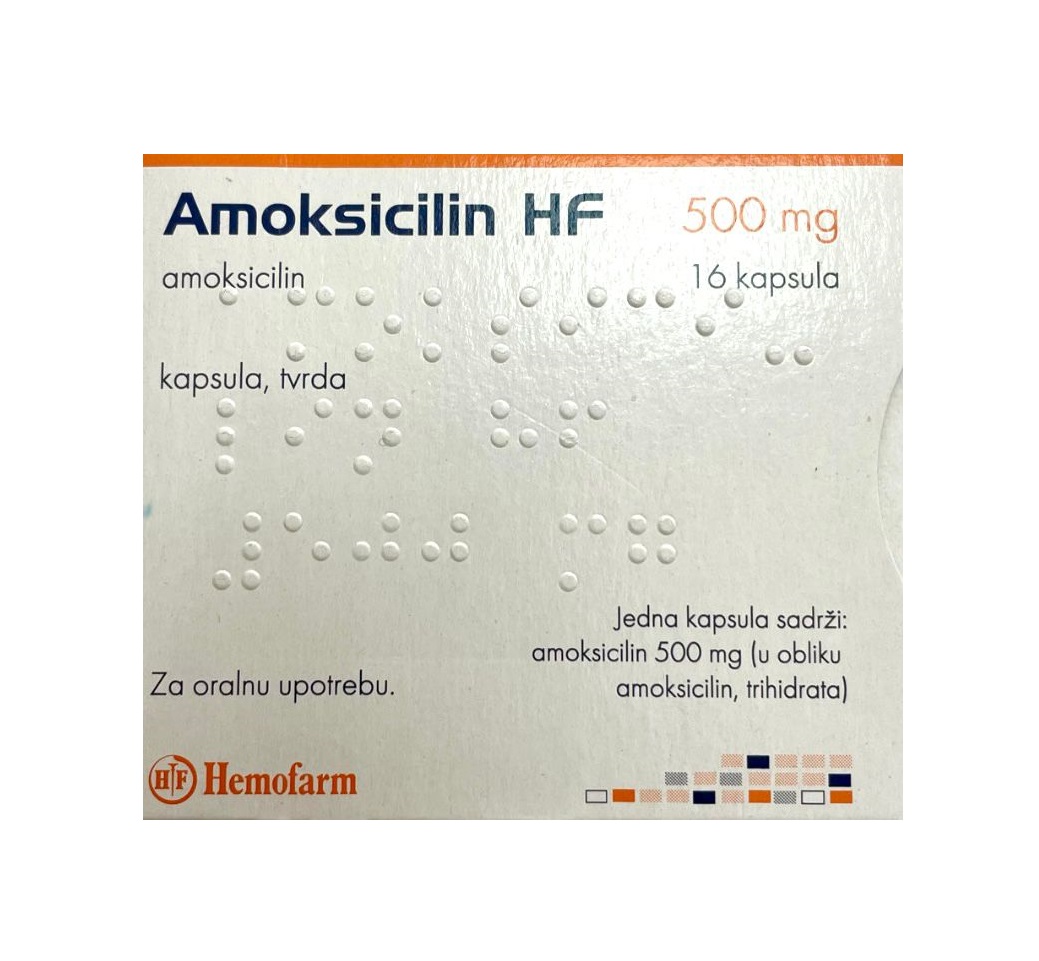 Amoksicilin HF 500 mg
amoksicilin 16 kapsula
kapsula, tvrda
Jedna kapsula sadrži:
amoksicilin 500 mg (u obliku
amoksicilin, trihidrata)
Za oralnu upotrebu.
HF Hemofarm